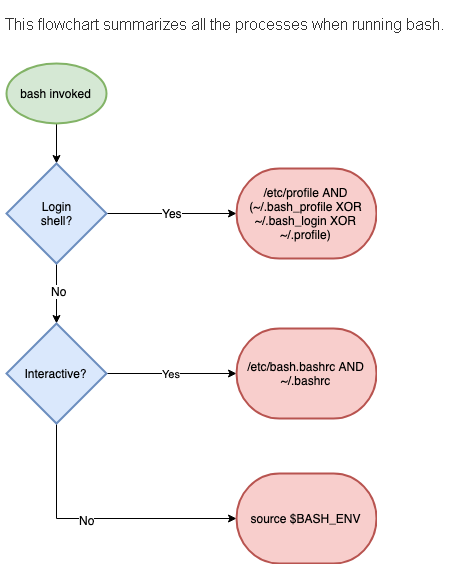 This flowchart summarizes all the processes when running bash.
bash invoked
Login
shell?
Yes
/etc/profile AND
(~/.bash_profile XOR
~/.bash_login XOR
~/.profile)
No
Interactive?
Yes
/etc/bash.bashrc AND
~/.bashrc
No
source $BASH_ENV